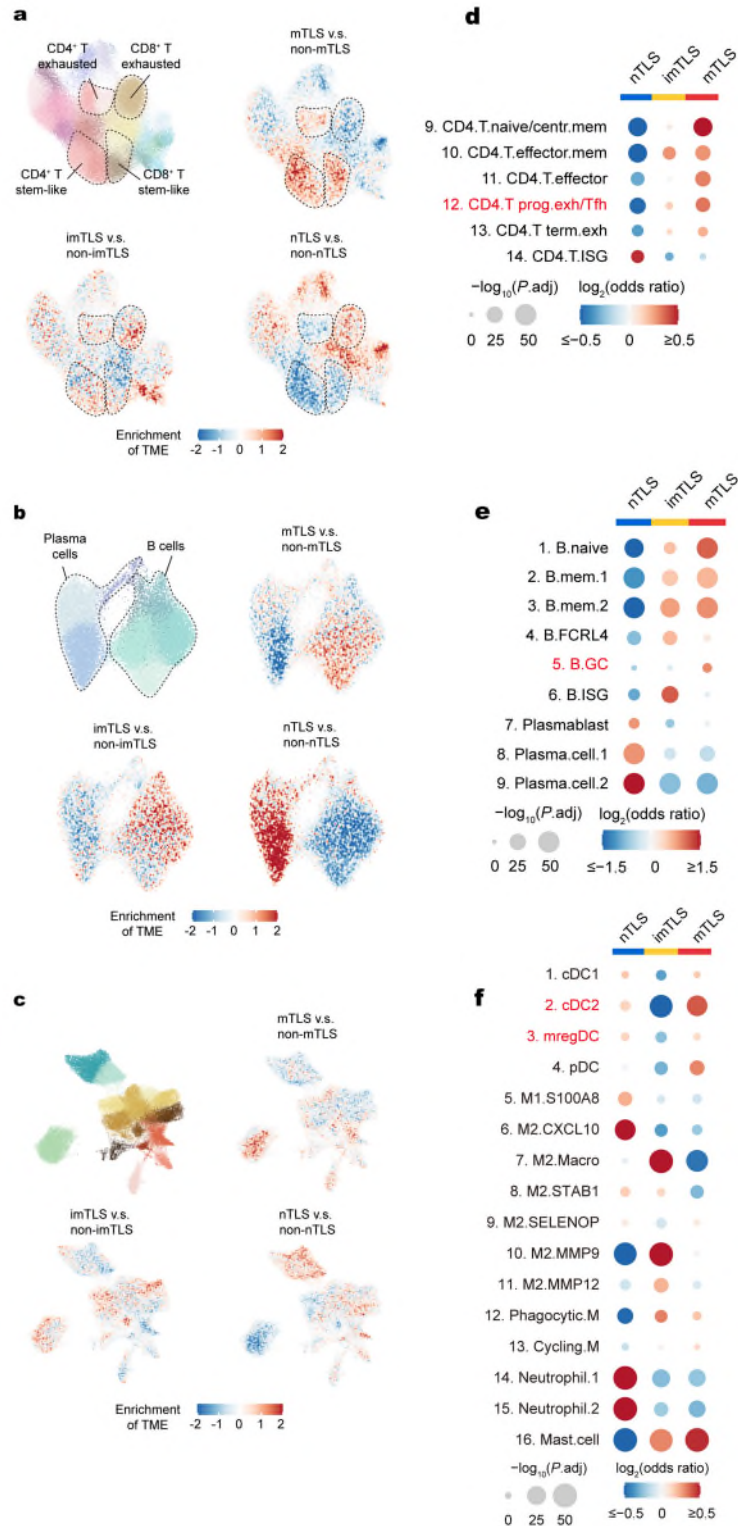 a
CD4⁺ T
exhausted
CD8⁺ T
exhausted
CD4⁺ T
stem-like
CD8⁺ T
stem-like
mTLS v.s.
non-mTLS
imTLS v.s.
non-imTLS
nTLS v.s.
non-nTLS
Enrichment
of TME
-2 -1 0 1 2
b
Plasma
cells
B cells
mTLS v.s.
non-mTLS
imTLS v.s.
non-imTLS
nTLS v.s.
non-nTLS
Enrichment
of TME
-2 -1 0 1 2
c
mTLS v.s.
non-mTLS
imTLS v.s.
non-imTLS
nTLS v.s.
non-nTLS
Enrichment
of TME
-2 -1 0 1 2
d
nTLS
imTLS
mTLS
9. CD4.T.naive/centr.mem
10. CD4.T.effector.mem
11. CD4.T.effector
12. CD4.T prog.exh/Tfh
13. CD4.T term.exh
14. CD4.T.ISG
−log₁₀(P.adj)
0 25 50
log₂(odds ratio)
≤−0.5 0 ≥0.5
e
nTLS
imTLS
mTLS
1. B.naive
2. B.mem.1
3. B.mem.2
4. B.FCRL4
5. B.GC
6. B.ISG
7. Plasmablast
8. Plasma.cell.1
9. Plasma.cell.2
−log₁₀(P.adj)
0 25 50
log₂(odds ratio)
≤−1.5 0 ≥1.5
f
nTLS
imTLS
mTLS
1. cDC1
2. cDC2
3. mregDC
4. pDC
5. M1.S100A8
6. M2.CXCL10
7. M2.Macro
8. M2.STAB1
9. M2.SELENOP
10. M2.MMP9
11. M2.MMP12
12. Phagocytic.M
13. Cycling.M
14. Neutrophil.1
15. Neutrophil.2
16. Mast.cell
−log₁₀(P.adj)
0 25 50
log₂(odds ratio)
≤−0.5 0 ≥0.5